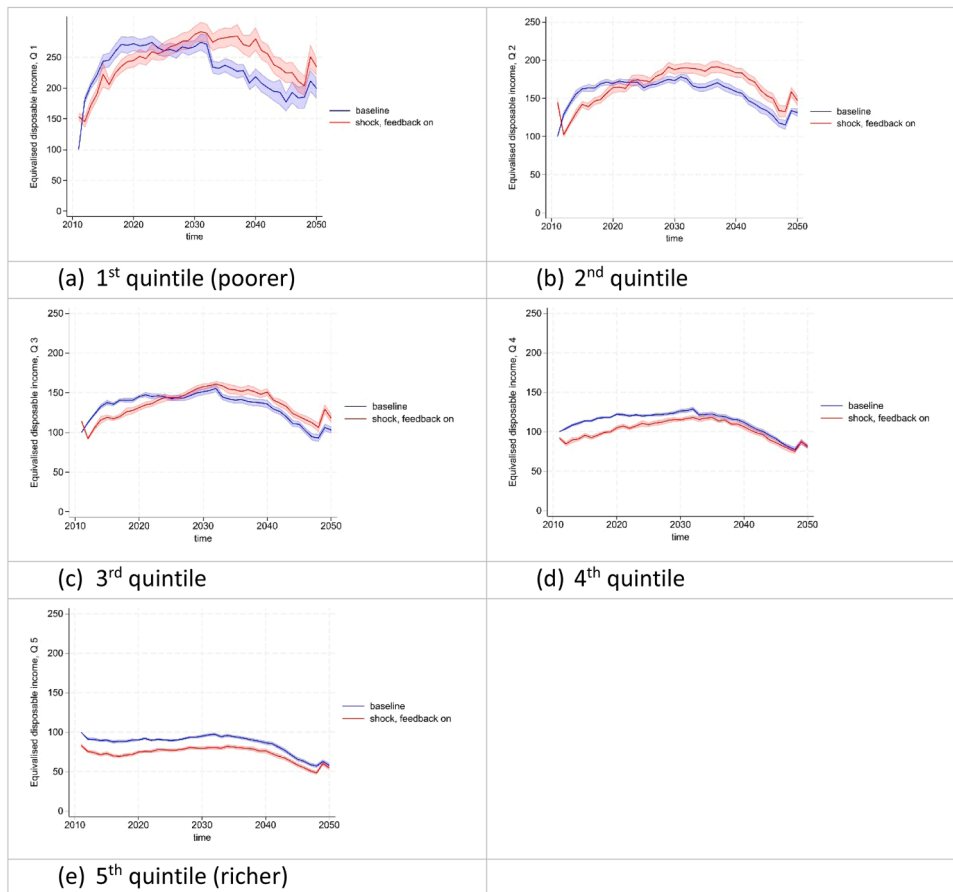 Equivalised disposable income, Q 1
250
200
150
100
50
0
2010 2020 2030 2040 2050
time
baseline
shock, feedback on
(a) 1st quintile (poorer)
Equivalised disposable income, Q 2
250
200
150
100
50
0
2010 2020 2030 2040 2050
time
baseline
shock, feedback on
(b) 2nd quintile
Equivalised disposable income, Q 3
250
200
150
100
50
0
2010 2020 2030 2040 2050
time
baseline
shock, feedback on
(c) 3rd quintile
Equivalised disposable income, Q 4
250
200
150
100
50
0
2010 2020 2030 2040 2050
time
baseline
shock, feedback on
(d) 4th quintile
Equivalised disposable income, Q 5
250
200
150
100
50
0
2010 2020 2030 2040 2050
time
baseline
shock, feedback on
(e) 5th quintile (richer)